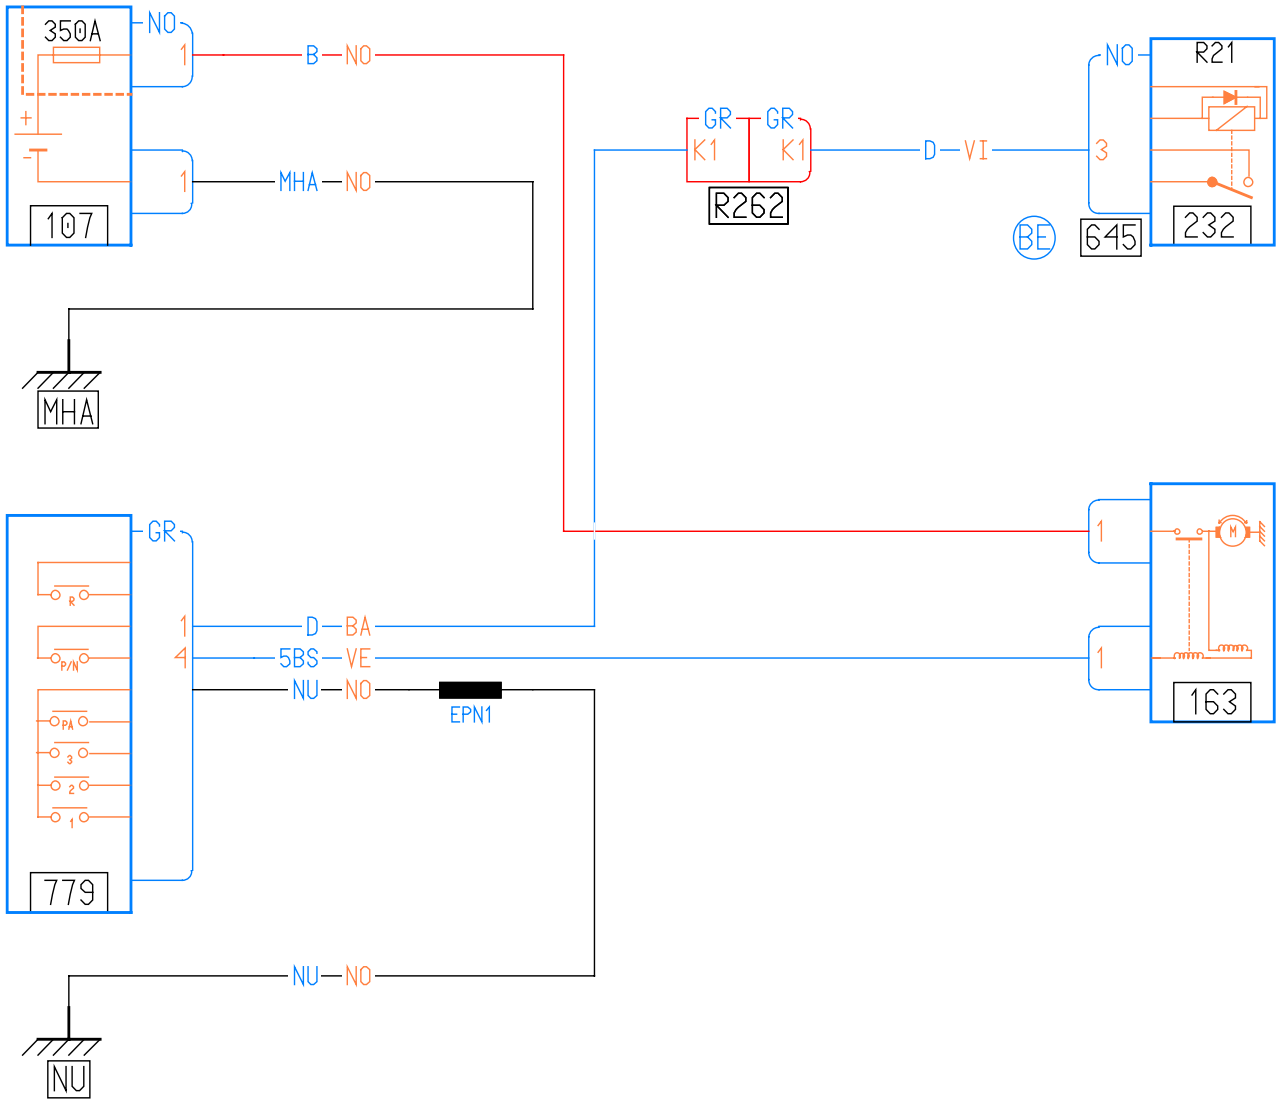 NO
350A
1 B NO
+
-
1 MHA NO
107
MHA
GR GR
K1 K1 D VI 3
R262
NO
R21
BE 645 232
GR
R
1 D BA
P/N
4 5BS VE 1
NU NO
EPN1
PA
3
2
1
779
1
M
163
NU NO
NU